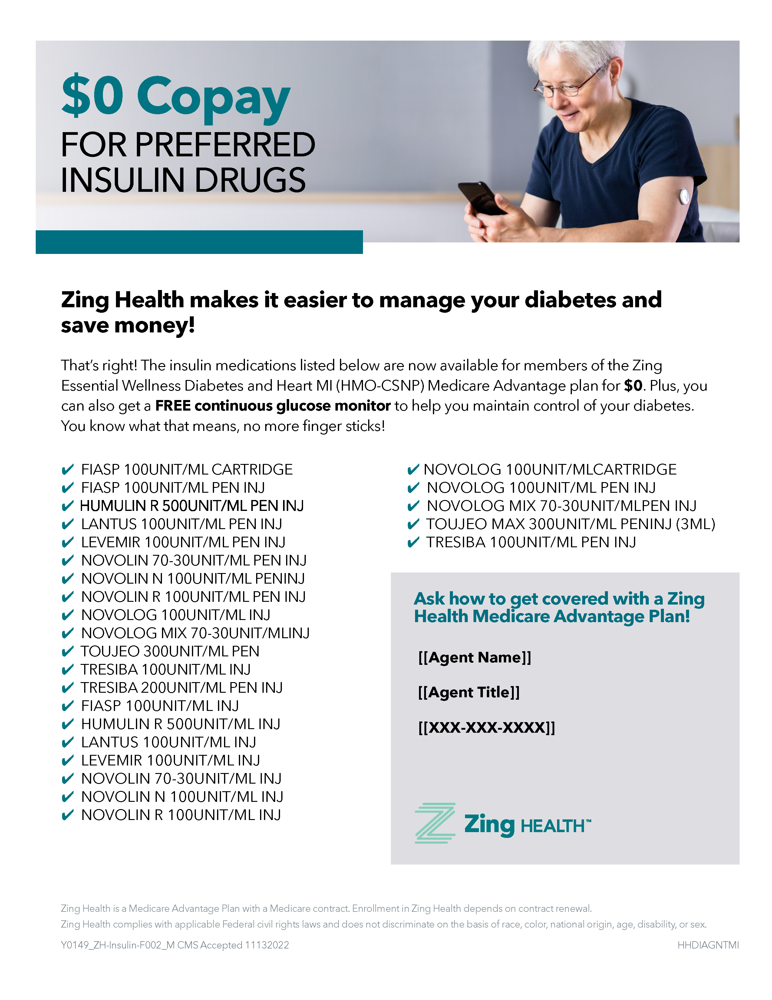 $0 Copay
FOR PREFERRED
INSULIN DRUGS
Zing Health makes it easier to manage your diabetes and
save money!
That’s right! The insulin medications listed below are now available for members of the Zing
Essential Wellness Diabetes and Heart MI (HMO-CSNP) Medicare Advantage plan for $0. Plus, you
can also get a FREE continuous glucose monitor to help you maintain control of your diabetes.
You know what that means, no more finger sticks!
✔ FIASP 100UNIT/ML CARTRIDGE
✔ FIASP 100UNIT/ML PEN INJ
✔ HUMULIN R 500UNIT/ML PEN INJ
✔ LANTUS 100UNIT/ML PEN INJ
✔ LEVEMIR 100UNIT/ML PEN INJ
✔ NOVOLIN 70-30UNIT/ML PEN INJ
✔ NOVOLIN N 100UNIT/ML PENINJ
✔ NOVOLIN R 100UNIT/ML PEN INJ
✔ NOVOLOG 100UNIT/ML INJ
✔ NOVOLOG MIX 70-30UNIT/MLINJ
✔ TOUJEO 300UNIT/ML PEN
✔ TRESIBA 100UNIT/ML INJ
✔ TRESIBA 200UNIT/ML PEN INJ
✔ FIASP 100UNIT/ML INJ
✔ HUMULIN R 500UNIT/ML INJ
✔ LANTUS 100UNIT/ML INJ
✔ LEVEMIR 100UNIT/ML INJ
✔ NOVOLIN 70-30UNIT/ML INJ
✔ NOVOLIN N 100UNIT/ML INJ
✔ NOVOLIN R 100UNIT/ML INJ
✔ NOVOLOG 100UNIT/MLCARTRIDGE
✔ NOVOLOG 100UNIT/ML PEN INJ
✔ NOVOLOG MIX 70-30UNIT/MLPEN INJ
✔ TOUJEO MAX 300UNIT/ML PENINJ (3ML)
✔ TRESIBA 100UNIT/ML PEN INJ
Ask how to get covered with a Zing
Health Medicare Advantage Plan!
[[Agent Name]]
[[Agent Title]]
[[XXX-XXX-XXXX]]
Zing HEALTH™
Zing Health is a Medicare Advantage Plan with a Medicare contract. Enrollment in Zing Health depends on contract renewal.
Zing Health complies with applicable Federal civil rights laws and does not discriminate on the basis of race, color, national origin, age, disability, or sex.
Y0149_ZH-Insulin-F002_M CMS Accepted 11132022
HHDIAGNTMI